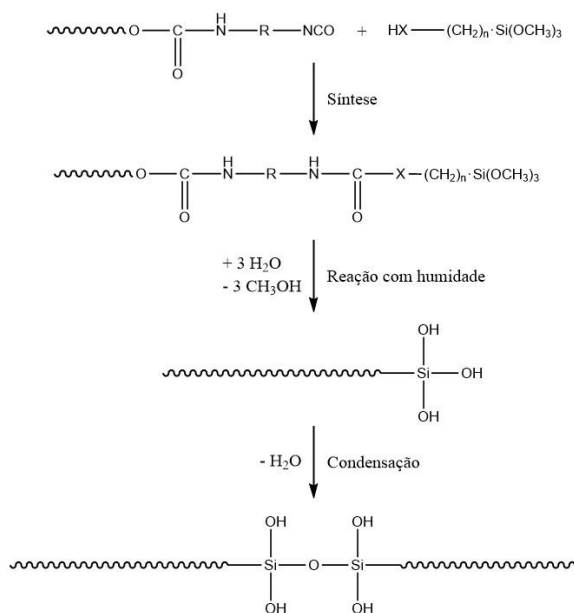 O—C—N—R—NCO + HX—(CH₂)ₙ·Si(OCH₃)₃
H
O
Síntese
O—C—N—R—N—C—X—(CH₂)ₙ·Si(OCH₃)₃
H H
O O
+ 3 H₂O
- 3 CH₃OH
Reação com humidade
OH
Si—OH
OH
- H₂O Condensação
OH OH
Si—O—Si
OH OH